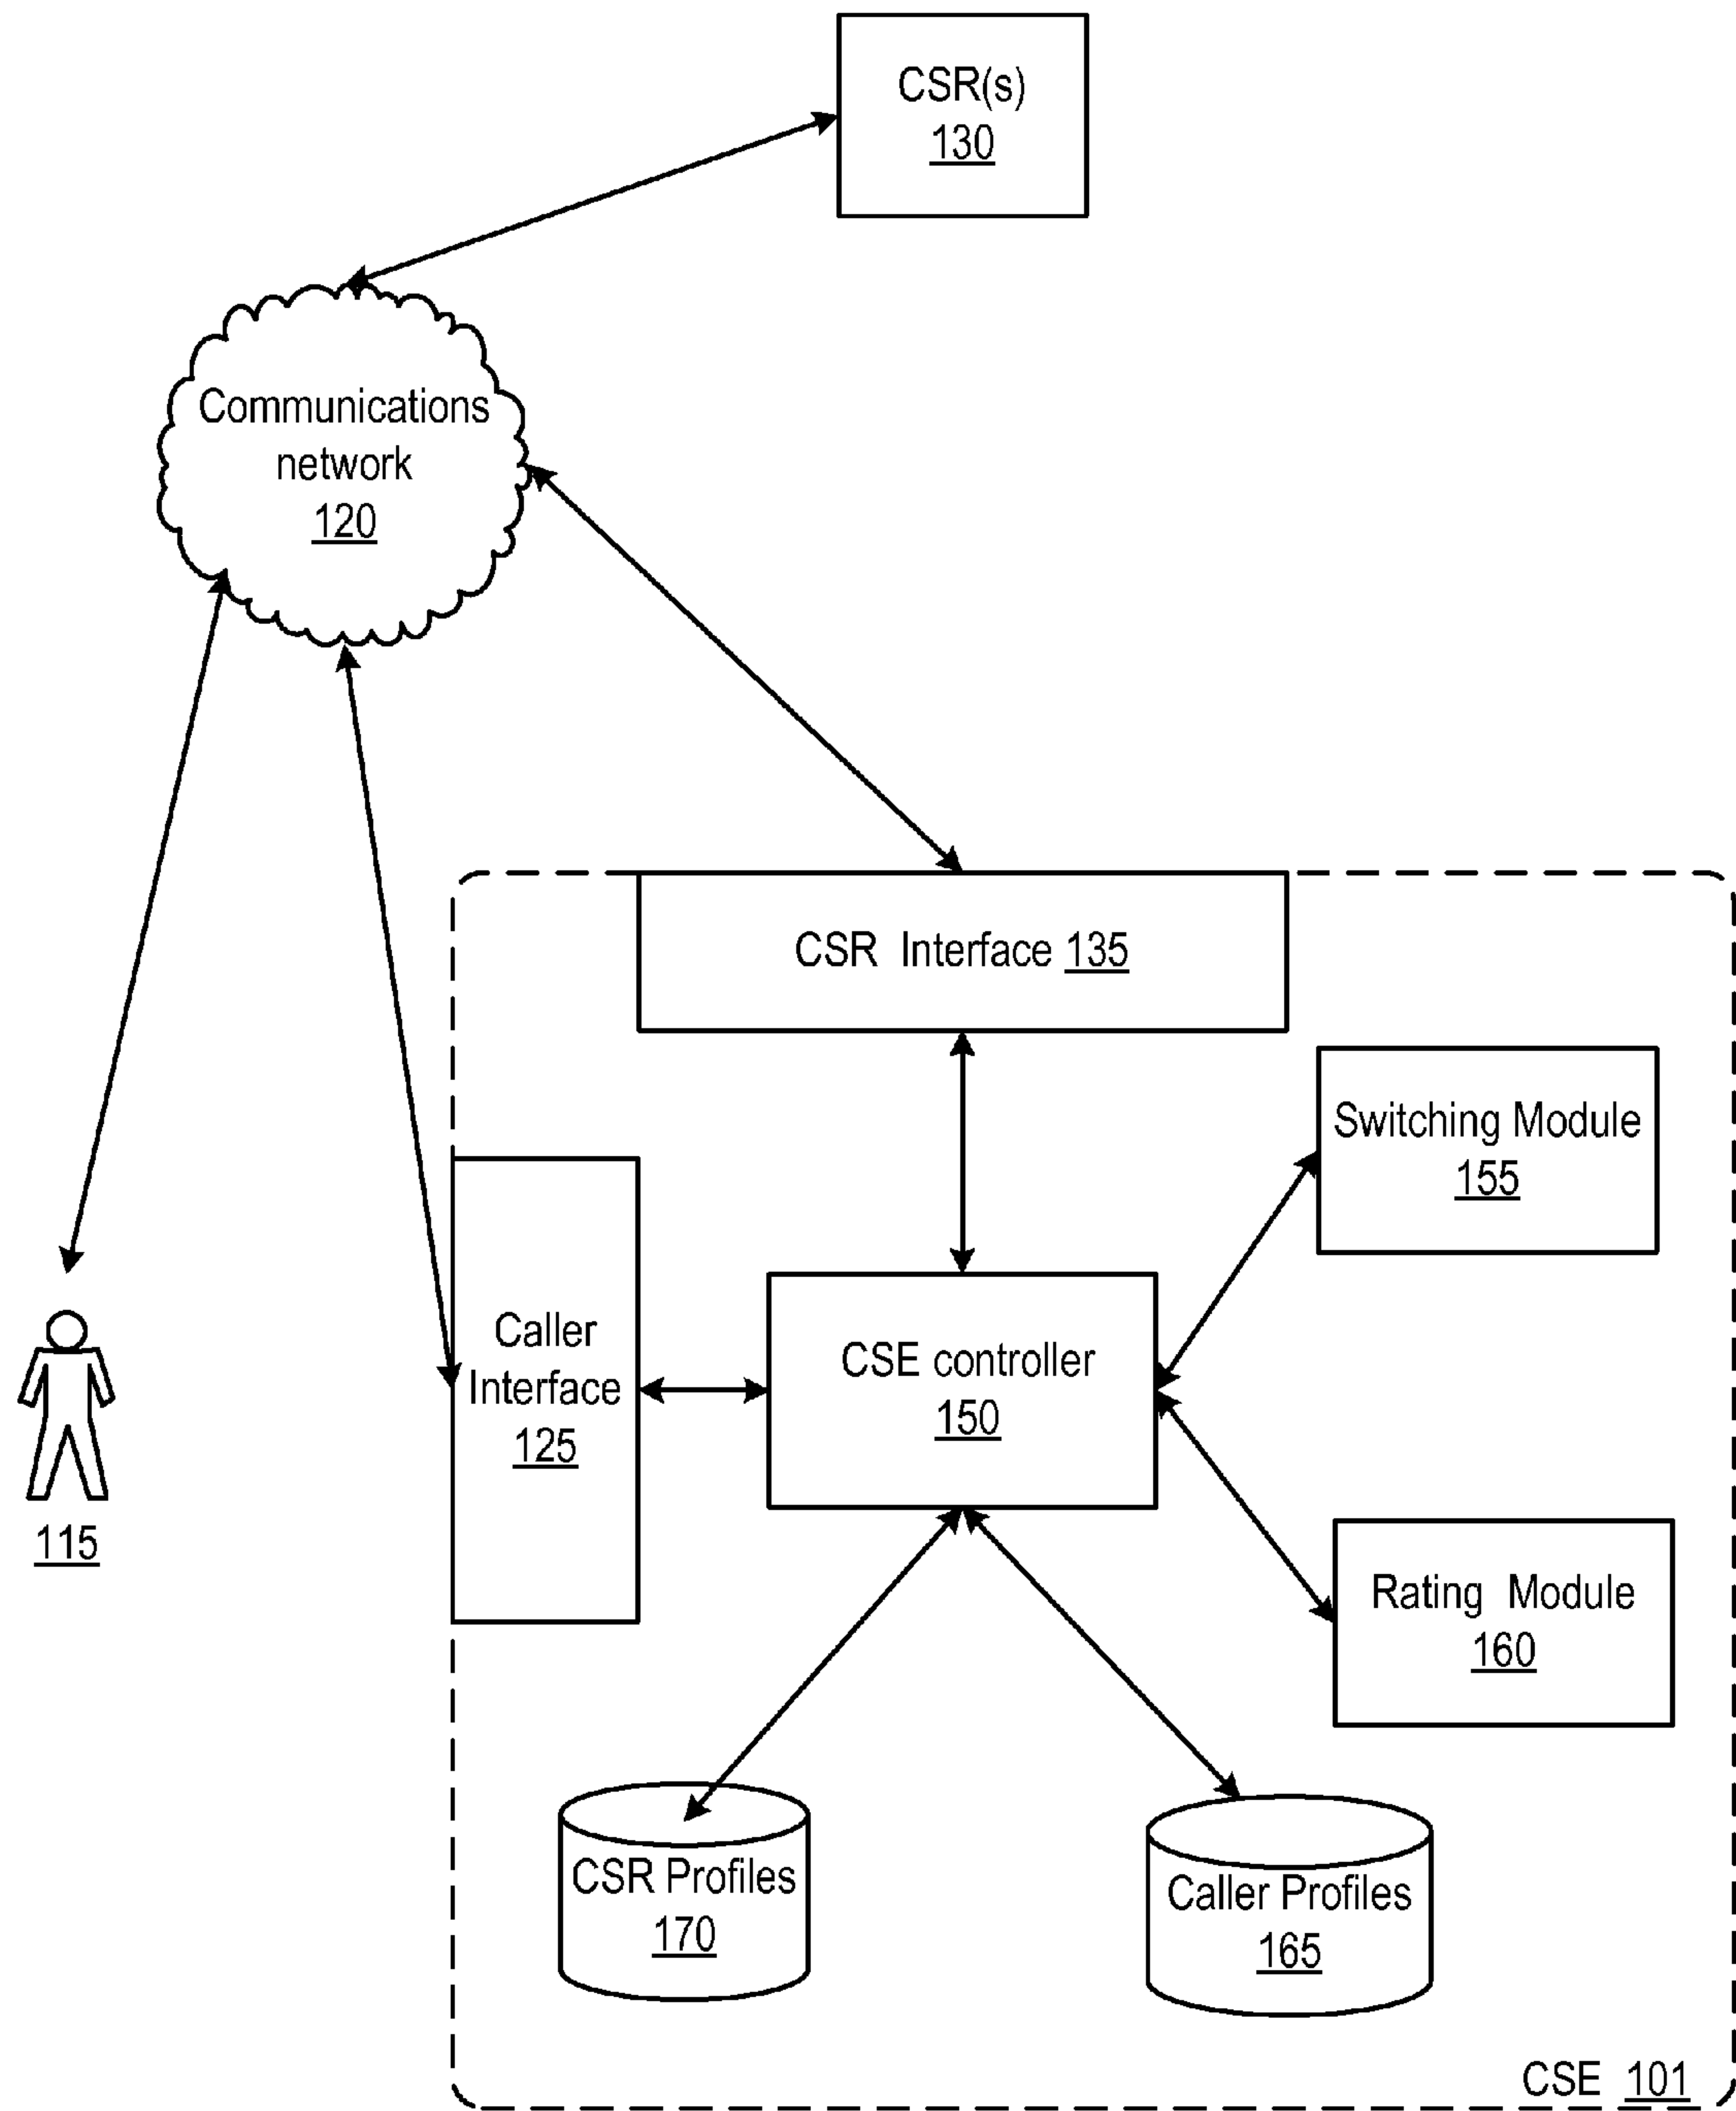 CSR(s)
130
Communications
network
120
CSR Interface 135
Switching Module
155
Caller
Interface
125
CSE controller
150
115
Rating Module
160
CSR Profiles
170
Caller Profiles
165
CSE 101